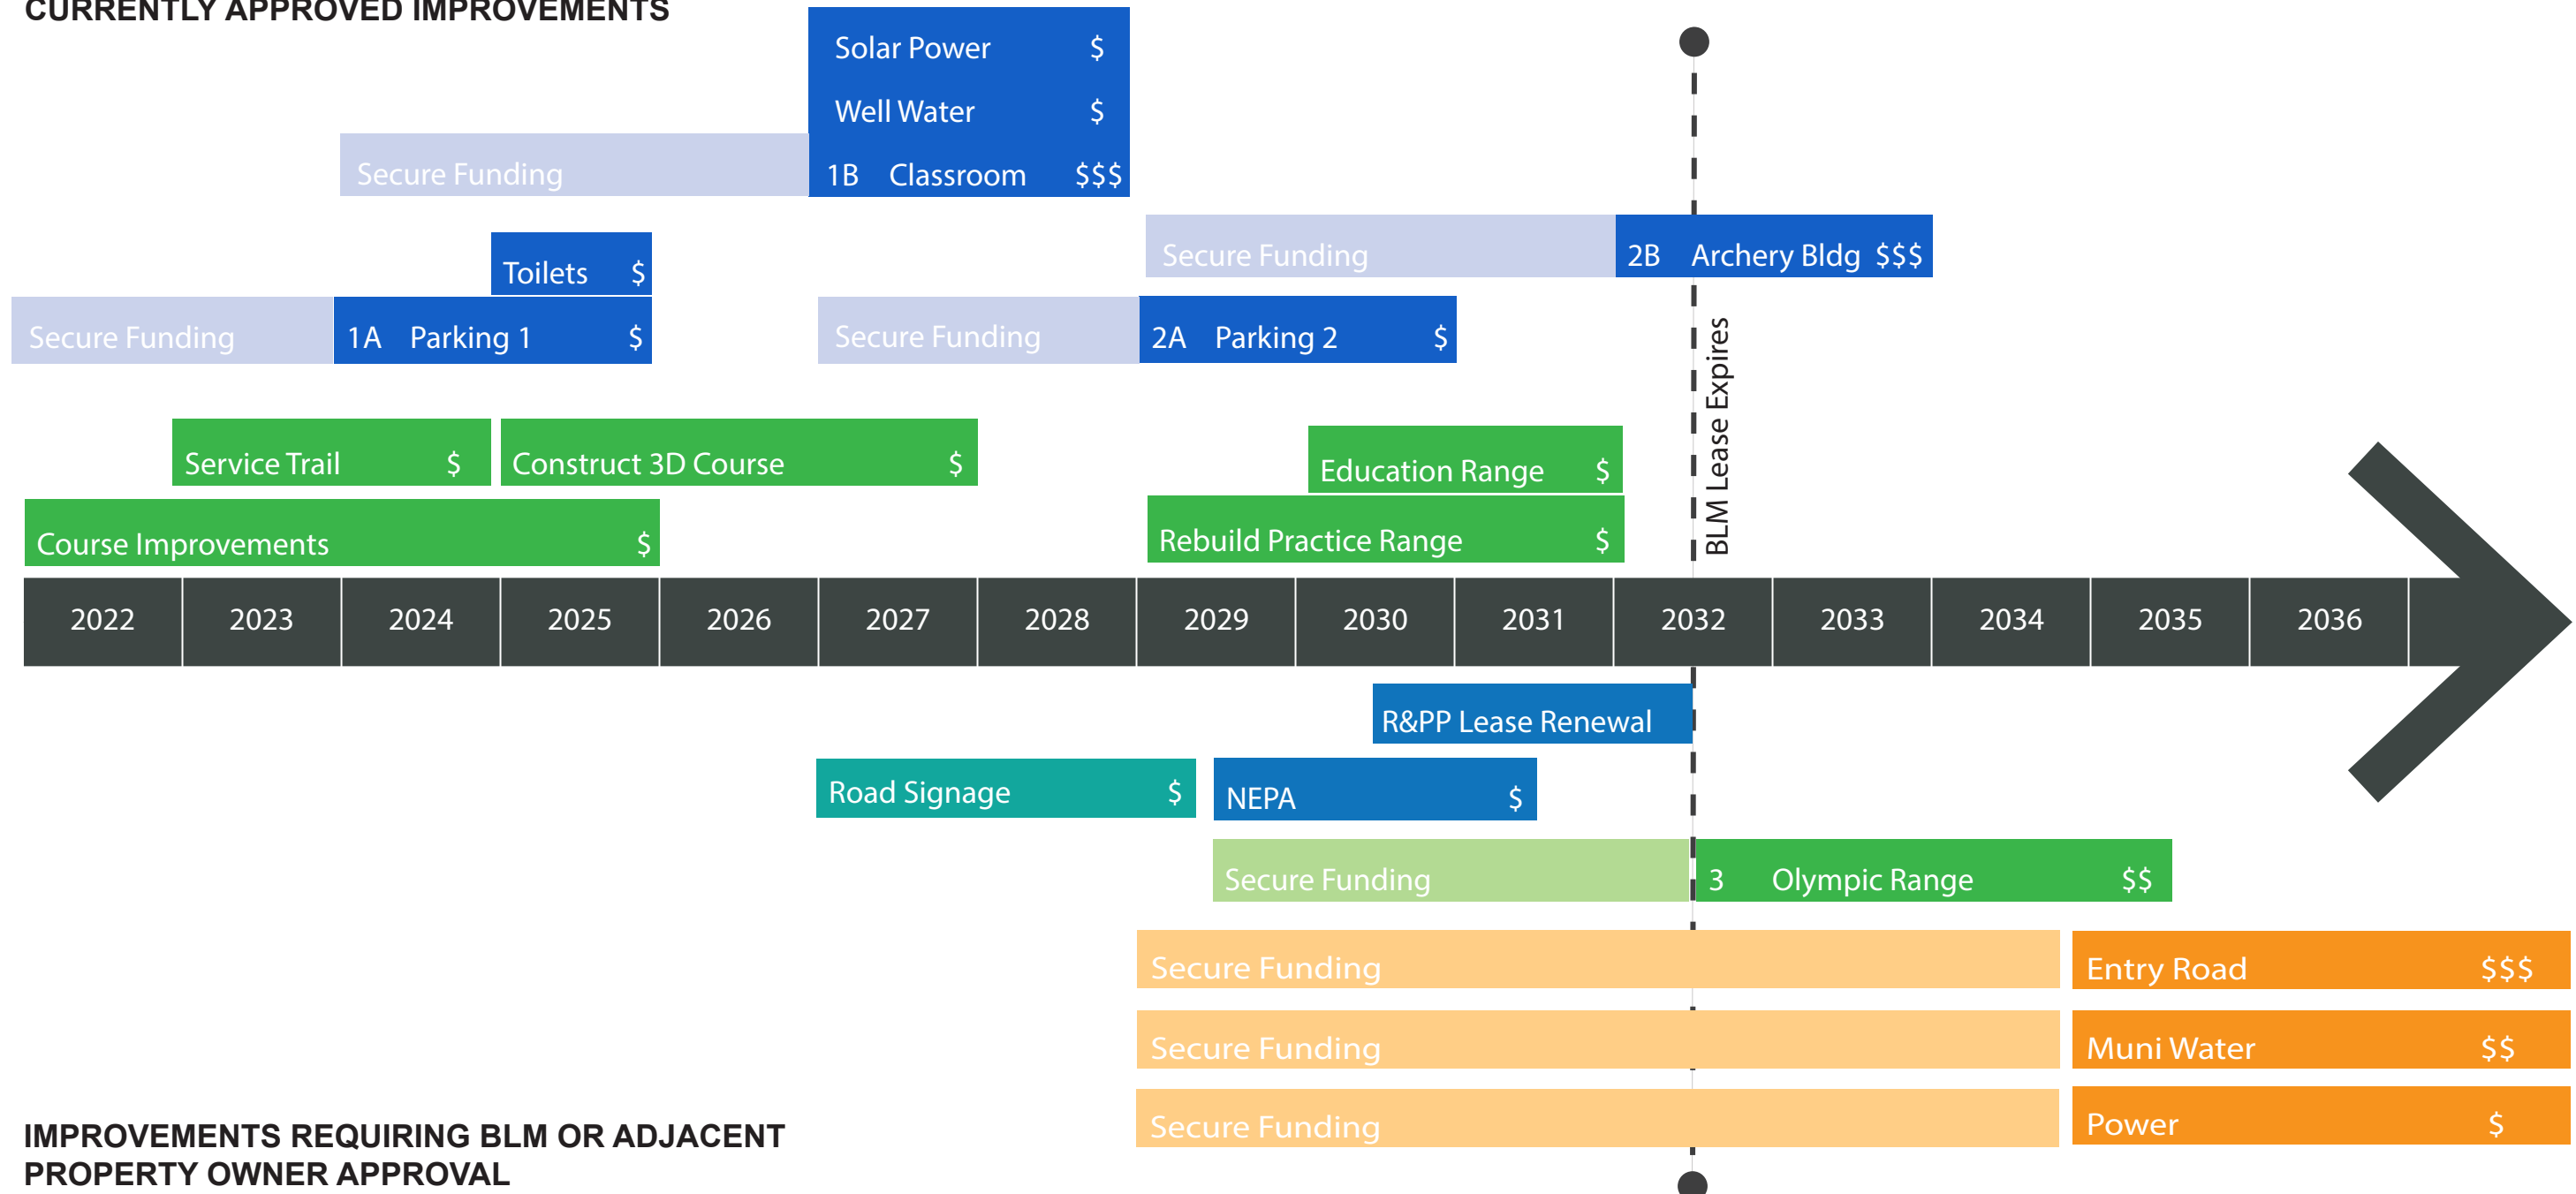 CURRENTLY APPROVED IMPROVEMENTS
Solar Power $
Well Water $
Secure Funding 1B Classroom $$$
Secure Funding 2B Archery Bldg $$$
Toilets $
Secure Funding 1A Parking 1 $ Secure Funding 2A Parking 2 $
BLM Lease Expires
Service Trail $ Construct 3D Course $ Education Range $
Course Improvements $ Rebuild Practice Range $
2022 2023 2024 2025 2026 2027 2028 2029 2030 2031 2032 2033 2034 2035 2036
R&PP Lease Renewal
Road Signage $ NEPA $
Secure Funding 3 Olympic Range $$
Secure Funding Entry Road $$$
Secure Funding Muni Water $$
Secure Funding Power $
IMPROVEMENTS REQUIRING BLM OR ADJACENT
PROPERTY OWNER APPROVAL